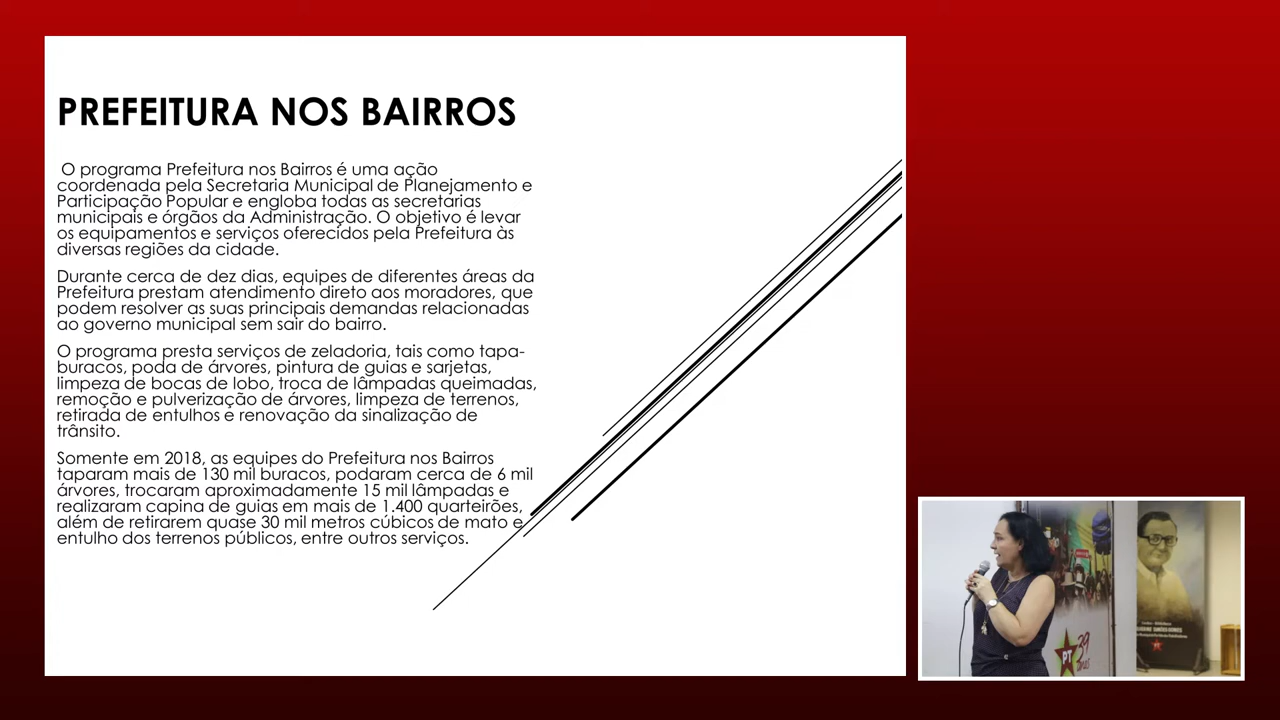 PREFEITURA NOS BAIRROS
O programa Prefeitura nos Bairros é uma ação
coordenada pela Secretaria Municipal de Planejamento e
Participação Popular e engloba todas as secretarias
municipais e órgãos da Administração. O objetivo é levar
os equipamentos e serviços oferecidos pela Prefeitura às
diversas regiões da cidade.
Durante cerca de dez dias, equipes de diferentes áreas da
Prefeitura prestam atendimento direto aos moradores, que
podem resolver as suas principais demandas relacionadas
ao governo municipal sem sair do bairro.
O programa presta serviços de zeladoria, tais como tapa-
buracos, poda de árvores, pintura de guias e sarjetas,
limpeza de bocas de lobo, troca de lâmpadas queimadas,
remoção e pulverização de árvores, limpeza de terrenos,
retirada de entulhos e renovação da sinalização de
trânsito.
Somente em 2018, as equipes do Prefeitura nos Bairros
taparam mais de 130 mil buracos, podaram cerca de 6 mil
árvores, trocaram aproximadamente 15 mil lâmpadas e
realizaram capina de guias em mais de 1.400 quarteirões,
além de retirarem quase 30 mil metros cúbicos de mato e
entulho dos terrenos públicos, entre outros serviços.
PT 39
anos